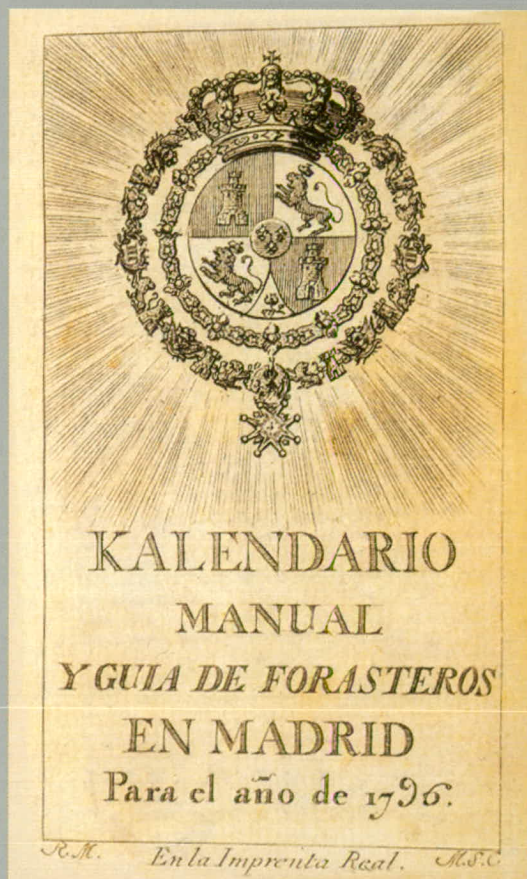 KALENDARIO
MANUAL
Y GUIA DE FORASTEROS
EN MADRID
Para el año de 1796.
R.M. En la Imprenta Real. M.S.C